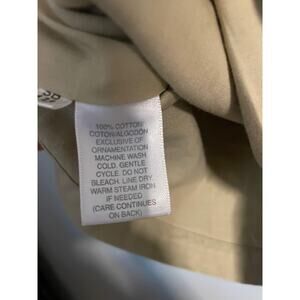 100% COTTON
COTON/ALGODON
EXCLUSIVE OF
ORNAMENTATION
MACHINE WASH
COLD. GENTLE
CYCLE. DO NOT
BLEACH. LINE DRY
WARM STEAM IRON
IF NEEDED
(CARE CONTINUES
ON BACK)